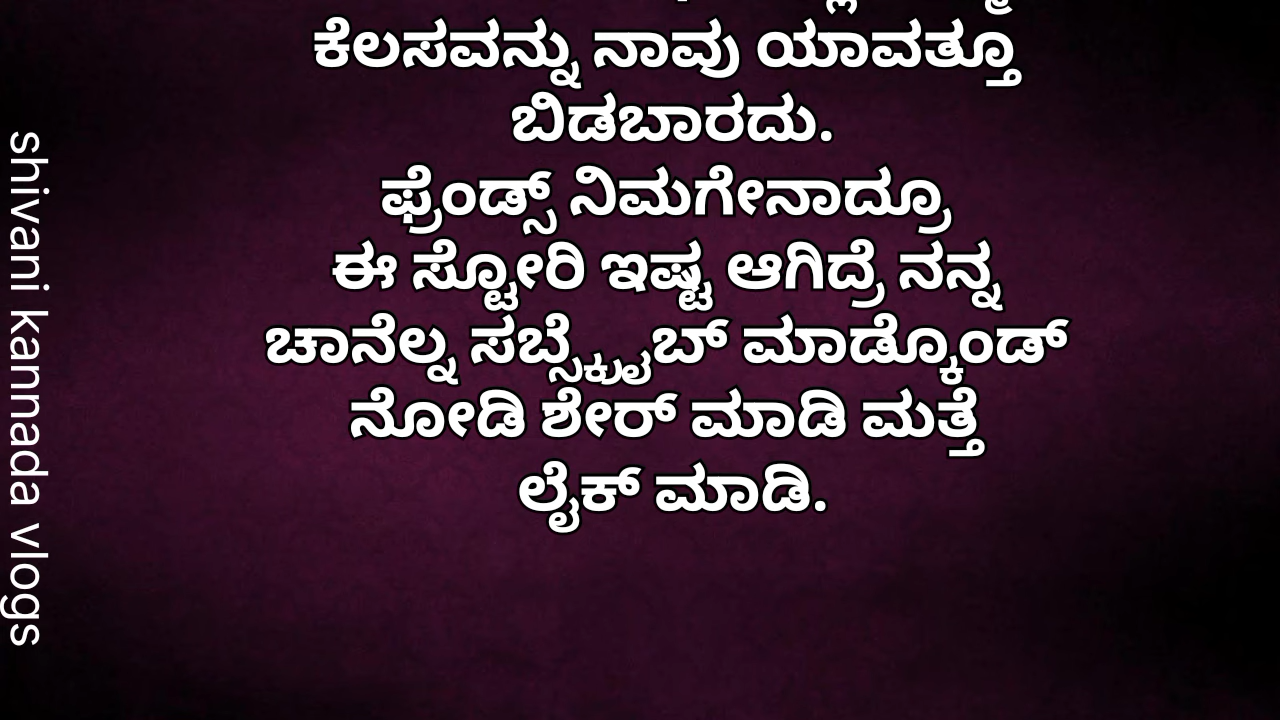 ಕೆಲಸವನ್ನು ನಾವು ಯಾವತ್ತೂ
ಬಿಡಬಾರದು.
ಫ್ರೆಂಡ್ಸ್ ನಿಮಗೇನಾದ್ರೂ
ಈ ಸ್ಟೋರಿ ಇಷ್ಟ ಆಗಿದ್ರೆ ನನ್ನ
ಚಾನೆಲ್ನ ಸಬ್ಸ್ಕ್ರೈಬ್ ಮಾಡ್ಕೊಂಡ್
ನೋಡಿ ಶೇರ್ ಮಾಡಿ ಮತ್ತೆ
ಲೈಕ್ ಮಾಡಿ.
shivani kannada vlogs